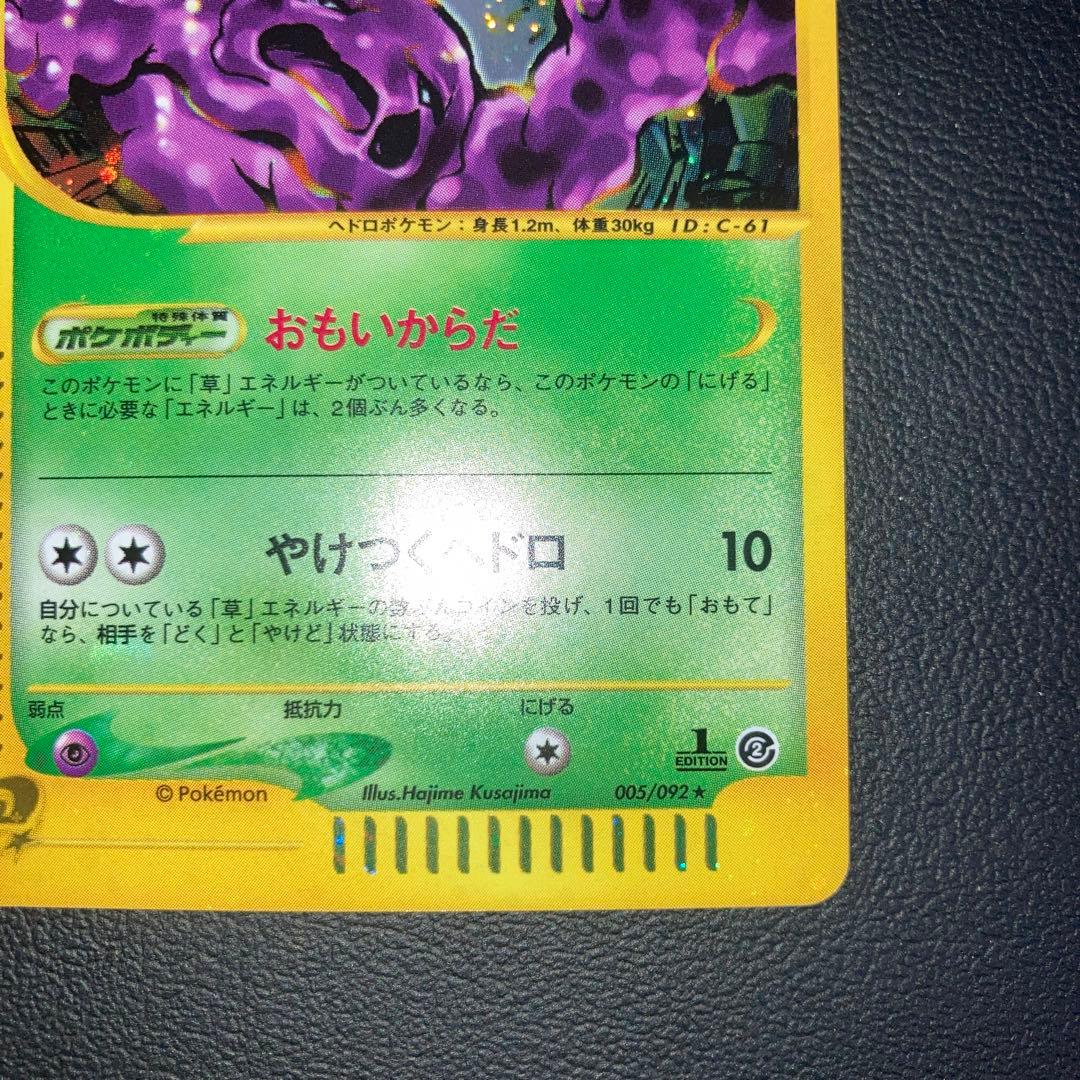 ヘドロポケモン：身長1.2m、体重30kg ID:C-61
特殊体質
ポケボディー おもいからだ
このポケモンに「草」エネルギーがついているなら、このポケモンの「にげる」
ときに必要な「エネルギー」は、2個ぶん多くなる。
やけつくヘドロ 10
自分についている「草」エネルギーの数ぶんコインを投げ、1回でも「おもて」
なら、相手を「どく」と「やけど」状態にする。
弱点 抵抗力 にげる
1 EDITION 2
© Pokémon Illus.Hajime Kusajima 005/092★